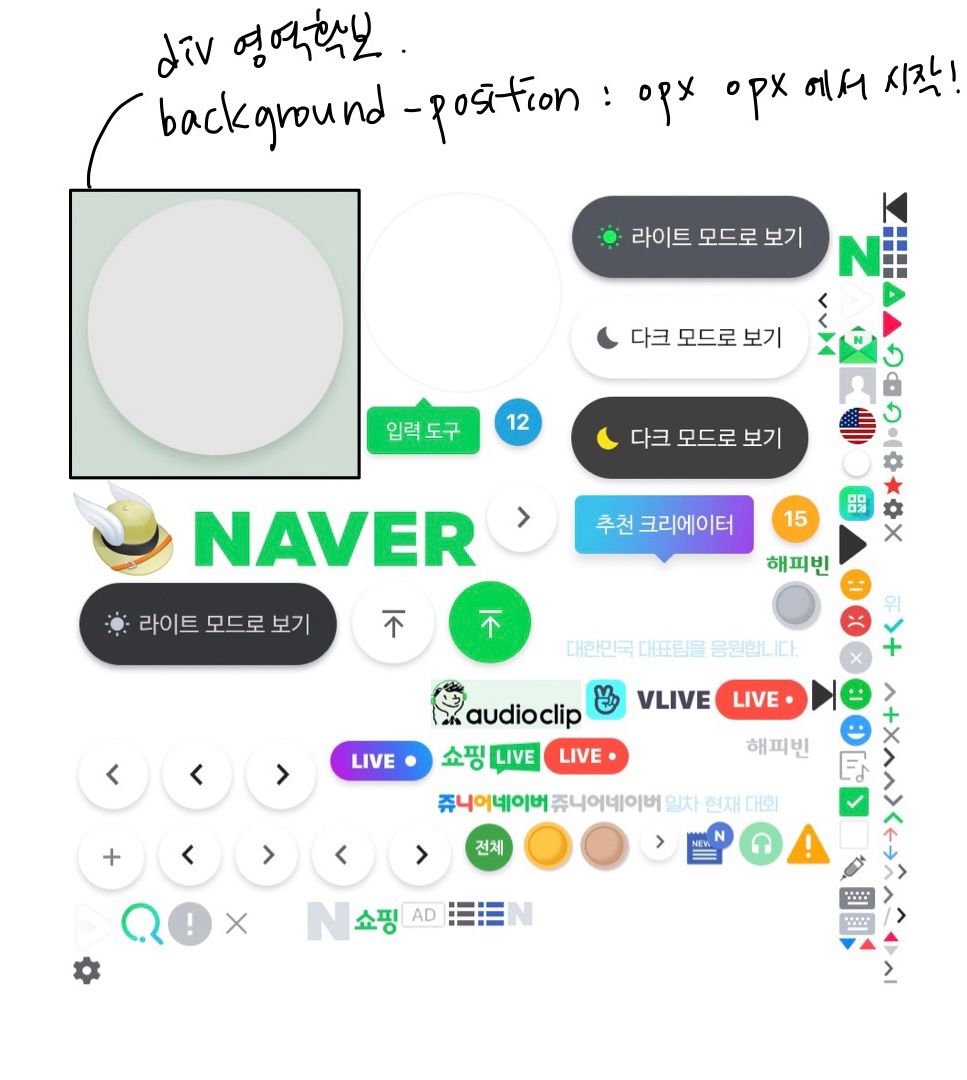 div 영역확보.
background-position : 0px 0px 에서 시작!
라이트 모드로 보기
N
다크 모드로 보기
N
입력 도구
12
다크 모드로 보기
NAVER
추천 크리에이터
15
해피빈
라이트 모드로 보기
위
대한민국 대표팀을 응원합니다.
audioclip
VLIVE
LIVE
LIVE
쇼핑
LIVE
LIVE
해피빈
쥬니어네이버
쥬니어네이버
일차 현재 대회
전체
NEW
N
N
쇼핑
AD
N